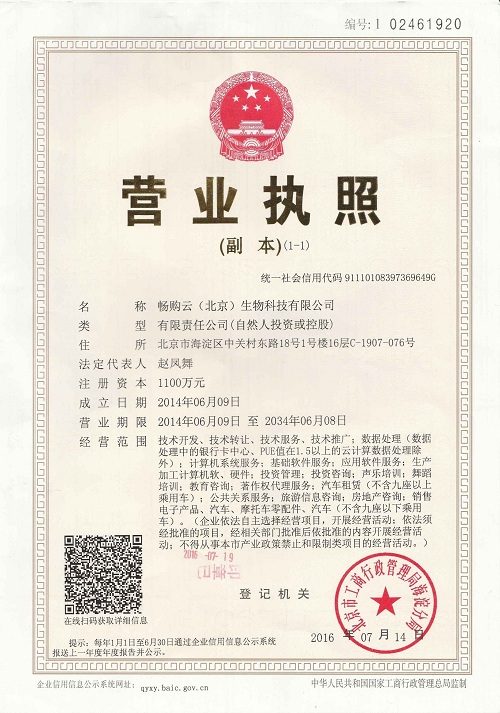 编号:1 02461920
营业执照
(副 本)(1-1)
统一社会信用代码 91110108397369649G
名 称 畅购云（北京）生物科技有限公司
类 型 有限责任公司(自然人投资或控股)
住 所 北京市海淀区中关村东路18号1号楼16层C-1907-076号
法定代表人 赵凤舞
注册资本 1100万元
成立日期 2014年06月09日
营业期限 2014年06月09日 至 2034年06月08日
经营范围 技术开发、技术转让、技术服务、技术推广；数据处理（数据
处理中的银行卡中心、PUE值在1.5以上的云计算数据处理除
外）；计算机系统服务；基础软件服务；应用软件服务；生产
加工计算机软、硬件；投资管理；投资咨询；声乐培训；舞蹈
培训；教育咨询；著作权代理服务；汽车租赁（不含九座以上
乘用车）；公共关系服务；旅游信息咨询；房地产咨询；销售
电子产品、汽车、摩托车零配件、汽车（不含九座以下乘用
车）。（企业依法自主选择经营项目，开展经营活动；依法须
经批准的项目，经相关部门批准后依批准的内容开展经营活
动；不得从事本市产业政策禁止和限制类项目的经营活动。）
在线扫码获取详细信息
登记机关
北京市工商行政管理局海淀分局
2016 年 07 月 14 日
提示：每年1月1日至6月30日通过企业信用信息公示系统
报送上一年度年度报告并公示。
企业信用信息公示系统网址： qyxy.baic.gov.cn
中华人民共和国国家工商行政管理总局监制